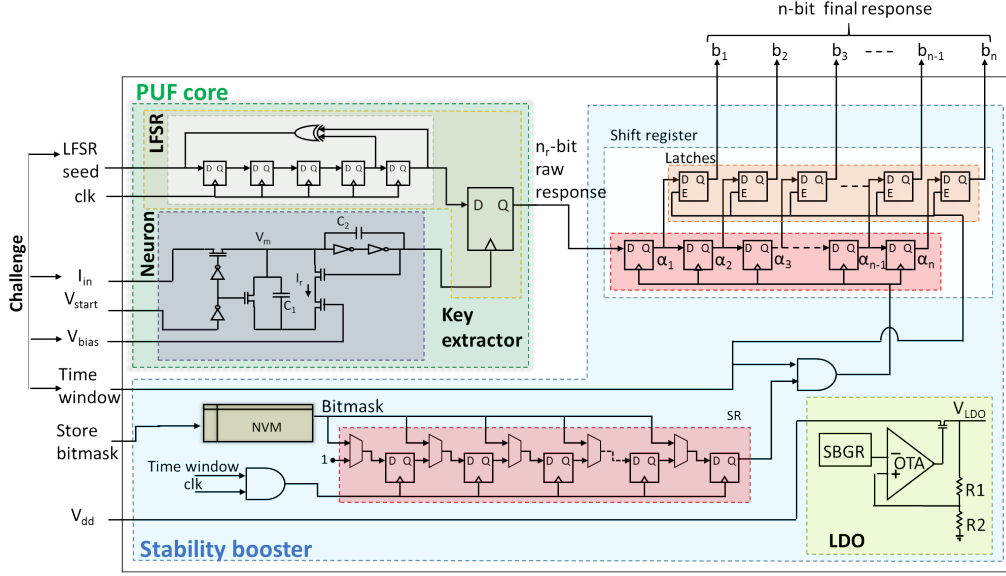 n-bit final response
b1 b2 b3 ---- bn-1 bn
PUF core
LFSR
Shift register
Latches
D Q D Q D Q D Q D Q
E E E E E
LFSR
seed
clk
D Q D Q D Q D Q D Q
nr-bit
raw
response
D Q
Challenge
Neuron
Vm
C2
Ir
C1
Iin
Vstart
Vbias
Key
extractor
D Q D Q D Q D Q D Q
α1 α2 α3 αn-1 αn
Time
window
Store
bitmask
NVM
Bitmask
SR
1
D Q D Q D Q D Q D Q
Time window
clk
Vdd
VLDO
SBGR
OTA
−
+
R1
R2
LDO
Stability booster